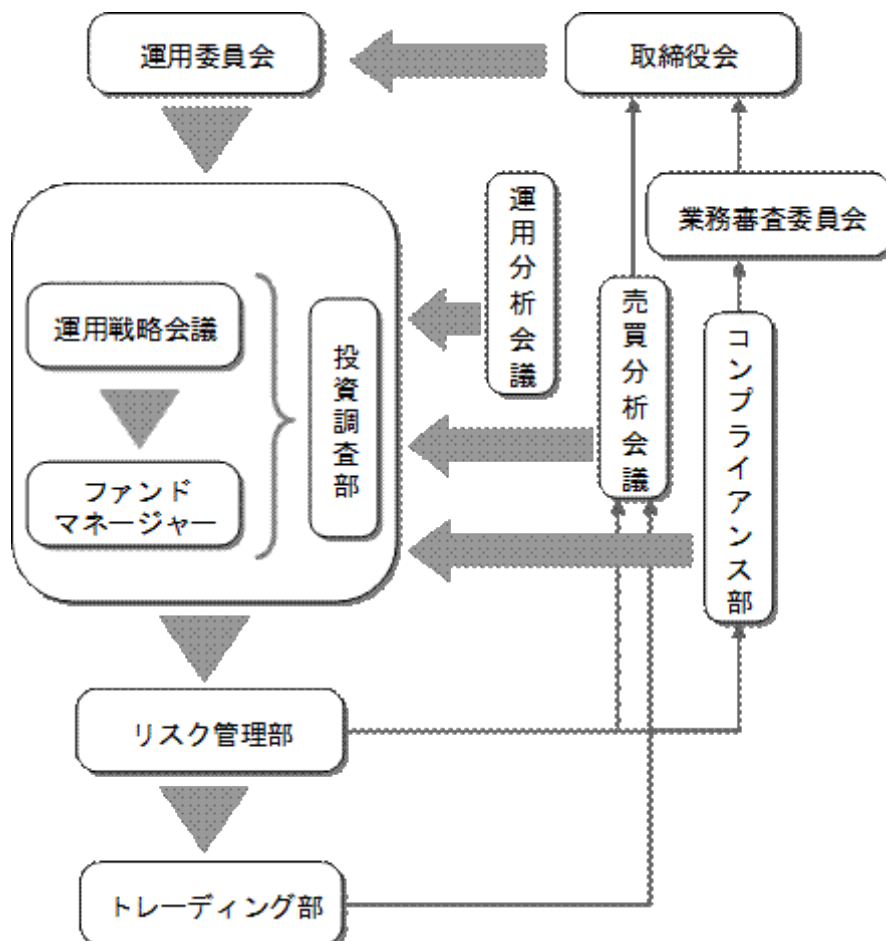 運用委員会
取締役会
運用分析会議
業務審査委員会
運用戦略会議
投資調査部
売買分析会議
コンプライアンス部
ファンド
マネージャー
リスク管理部
トレーディング部